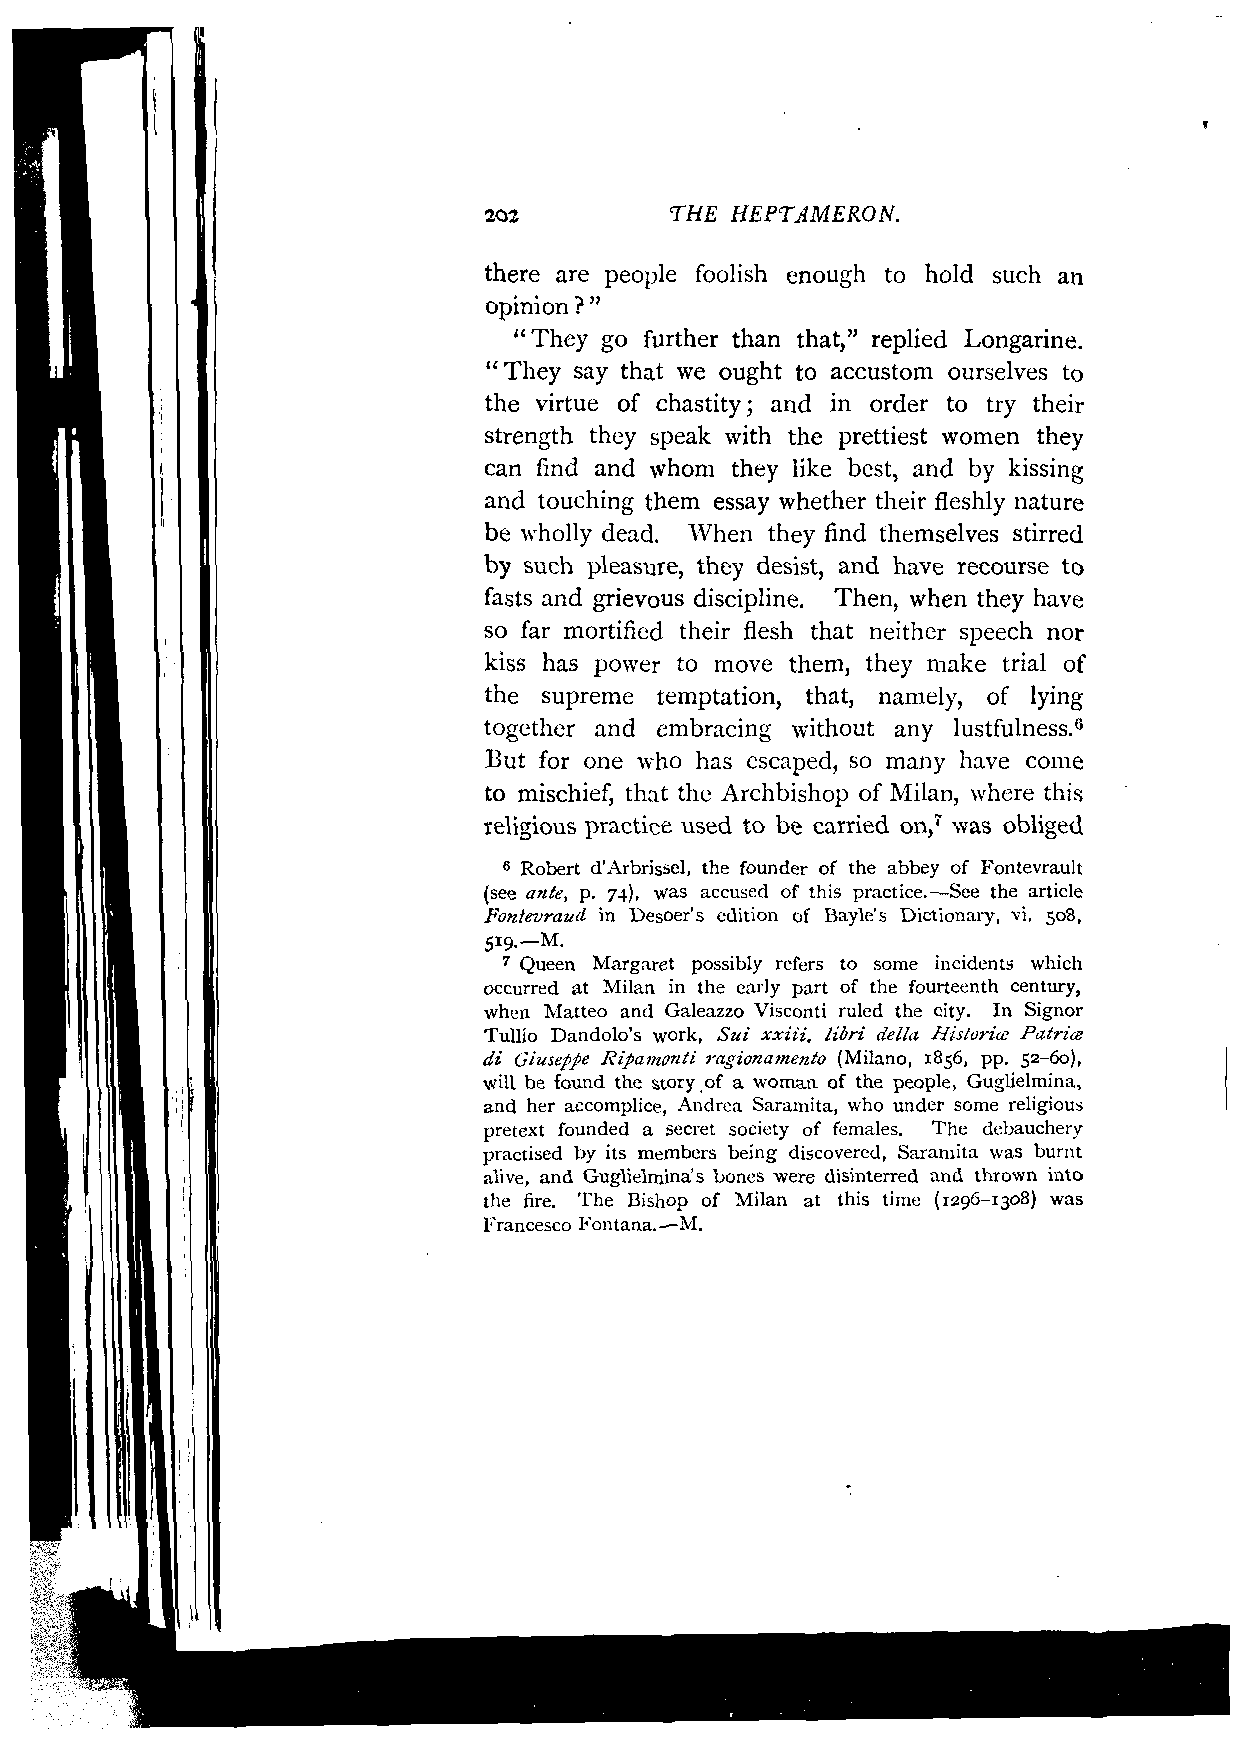 202 THE HEPTAMERON.
there are people foolish enough to hold such an
opinion?"
"They go further than that," replied Longarine.
"They say that we ought to accustom ourselves to
the virtue of chastity; and in order to try their
strength they speak with the prettiest women they
can find and whom they like best, and by kissing
and touching them essay whether their fleshly nature
be wholly dead. When they find themselves stirred
by such pleasure, they desist, and have recourse to
fasts and grievous discipline. Then, when they have
so far mortified their flesh that neither speech nor
kiss has power to move them, they make trial of
the supreme temptation, that, namely, of lying
together and embracing without any lustfulness.⁶
But for one who has escaped, so many have come
to mischief, that the Archbishop of Milan, where this
religious practice used to be carried on,⁷ was obliged
⁶ Robert d'Arbrissel, the founder of the abbey of Fontevrault
(see ante, p. 74), was accused of this practice.—See the article
Fontevraud in Desoer's edition of Bayle's Dictionary, vi. 508,
519.—M.
⁷ Queen Margaret possibly refers to some incidents which
occurred at Milan in the early part of the fourteenth century,
when Matteo and Galeazzo Visconti ruled the city. In Signor
Tullio Dandolo's work, Sui xxiii. libri della Historiæ Patriæ
di Giuseppe Ripamonti ragionamento (Milano, 1856, pp. 52-60),
will be found the story of a woman of the people, Guglielmina,
and her accomplice, Andrea Saramita, who under some religious
pretext founded a secret society of females. The debauchery
practised by its members being discovered, Saramita was burnt
alive, and Guglielmina's bones were disinterred and thrown into
the fire. The Bishop of Milan at this time (1296-1308) was
Francesco Fontana.—M.